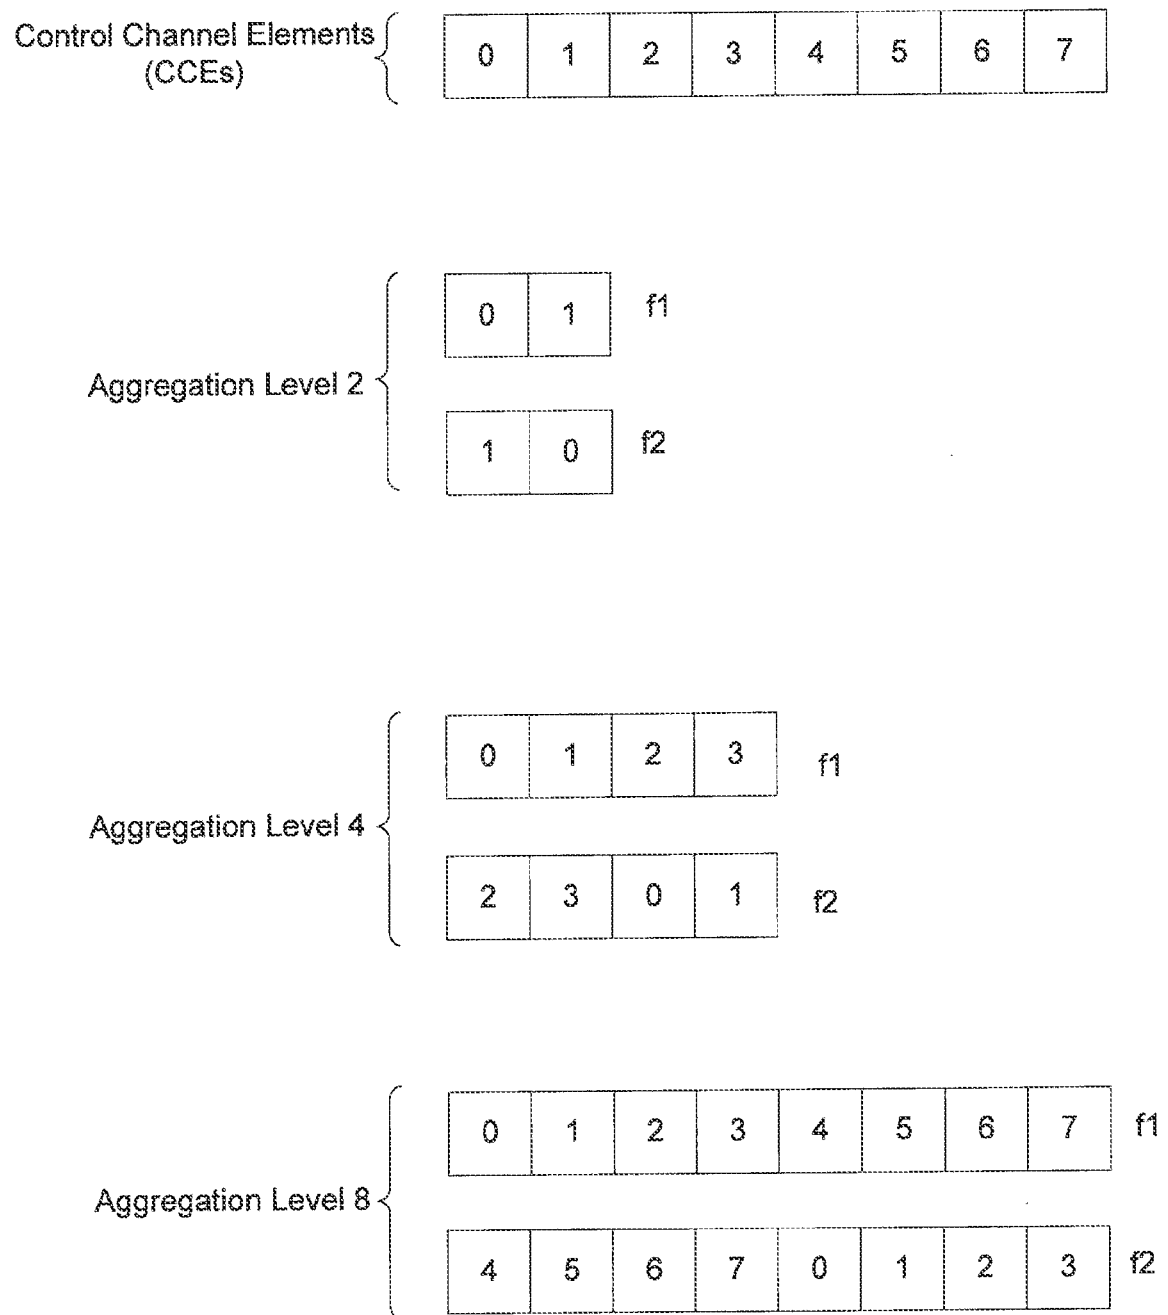 Control Channel Elements
(CCEs)
0 1 2 3 4 5 6 7
0 1 f1
Aggregation Level 2
1 0 f2
0 1 2 3 f1
Aggregation Level 4
2 3 0 1 f2
0 1 2 3 4 5 6 7 f1
Aggregation Level 8
4 5 6 7 0 1 2 3 f2